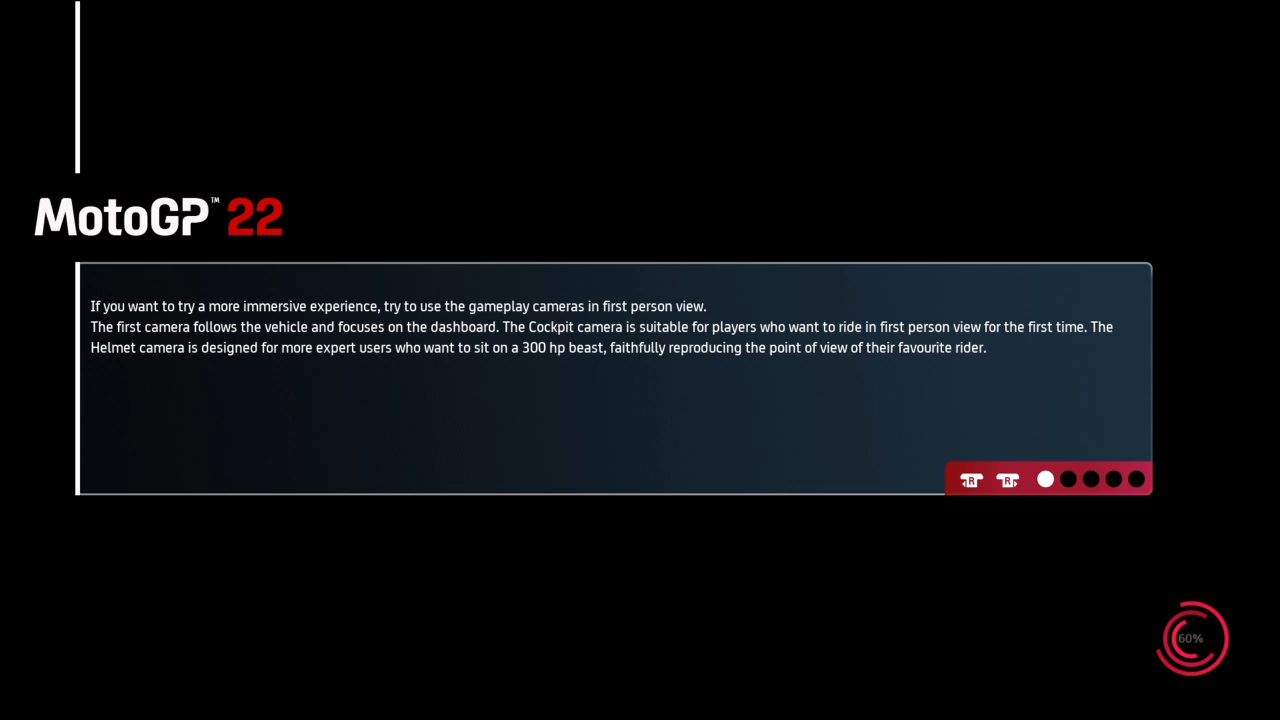 MotoGP™ 22
If you want to try a more immersive experience, try to use the gameplay cameras in first person view.
The first camera follows the vehicle and focuses on the dashboard. The Cockpit camera is suitable for players who want to ride in first person view for the first time. The
Helmet camera is designed for more expert users who want to sit on a 300 hp beast, faithfully reproducing the point of view of their favourite rider.
R R
60%